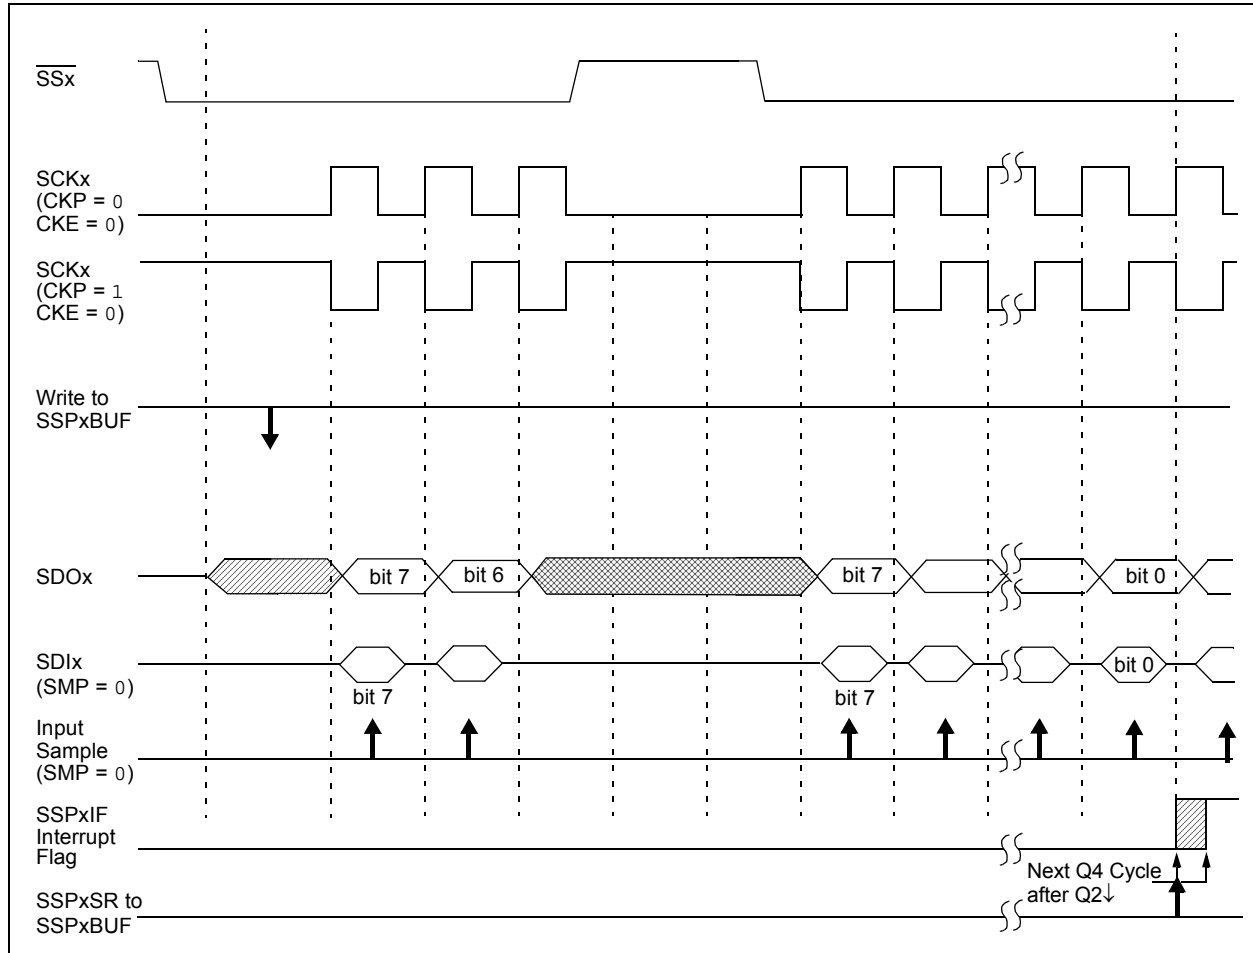 SSx
SCKx
(CKP = 0
CKE = 0)
SCKx
(CKP = 1
CKE = 0)
Write to
SSPxBUF
SDOx
bit 7
bit 6
bit 7
bit 0
SDIx
(SMP = 0)
bit 7
bit 7
bit 0
Input
Sample
(SMP = 0)
SSPxIF
Interrupt
Flag
Next Q4 Cycle
after Q2↓
SSPxSR to
SSPxBUF